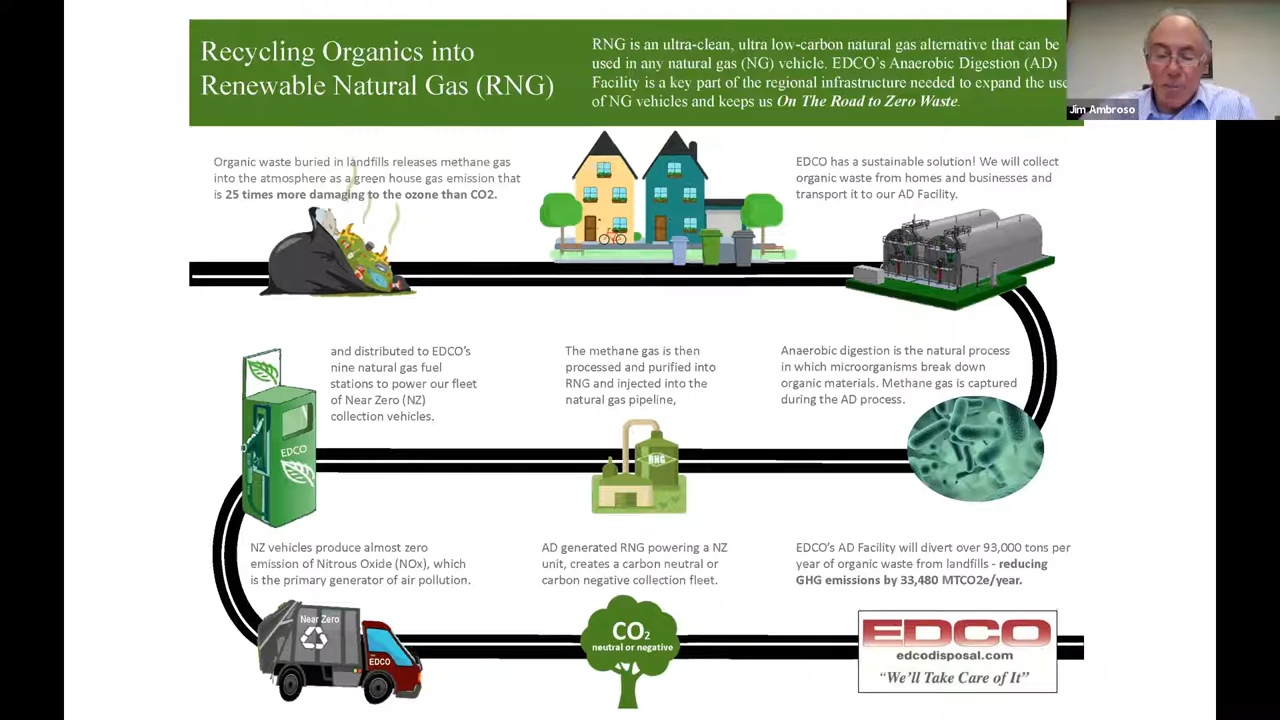 Recycling Organics into
Renewable Natural Gas (RNG)
RNG is an ultra-clean, ultra low-carbon natural gas alternative that can be
used in any natural gas (NG) vehicle. EDCO's Anaerobic Digestion (AD)
Facility is a key part of the regional infrastructure needed to expand the use
of NG vehicles and keeps us On The Road to Zero Waste.
Jim Ambroso
Organic waste buried in landfills releases methane gas
into the atmosphere as a green house gas emission that
is 25 times more damaging to the ozone than CO2.
EDCO has a sustainable solution! We will collect
organic waste from homes and businesses and
transport it to our AD Facility.
and distributed to EDCO's
nine natural gas fuel
stations to power our fleet
of Near Zero (NZ)
collection vehicles.
The methane gas is then
processed and purified into
RNG and injected into the
natural gas pipeline,
Anaerobic digestion is the natural process
in which microorganisms break down
organic materials. Methane gas is captured
during the AD process.
EDCO
RNG
NZ vehicles produce almost zero
emission of Nitrous Oxide (NOx), which
is the primary generator of air pollution.
AD generated RNG powering a NZ
unit, creates a carbon neutral or
carbon negative collection fleet.
EDCO's AD Facility will divert over 93,000 tons per
year of organic waste from landfills - reducing
GHG emissions by 33,480 MTCO2e/year.
Near Zero
EDCO
CO2
neutral or negative
EDCO
edcodisposal.com
"We'll Take Care of It"